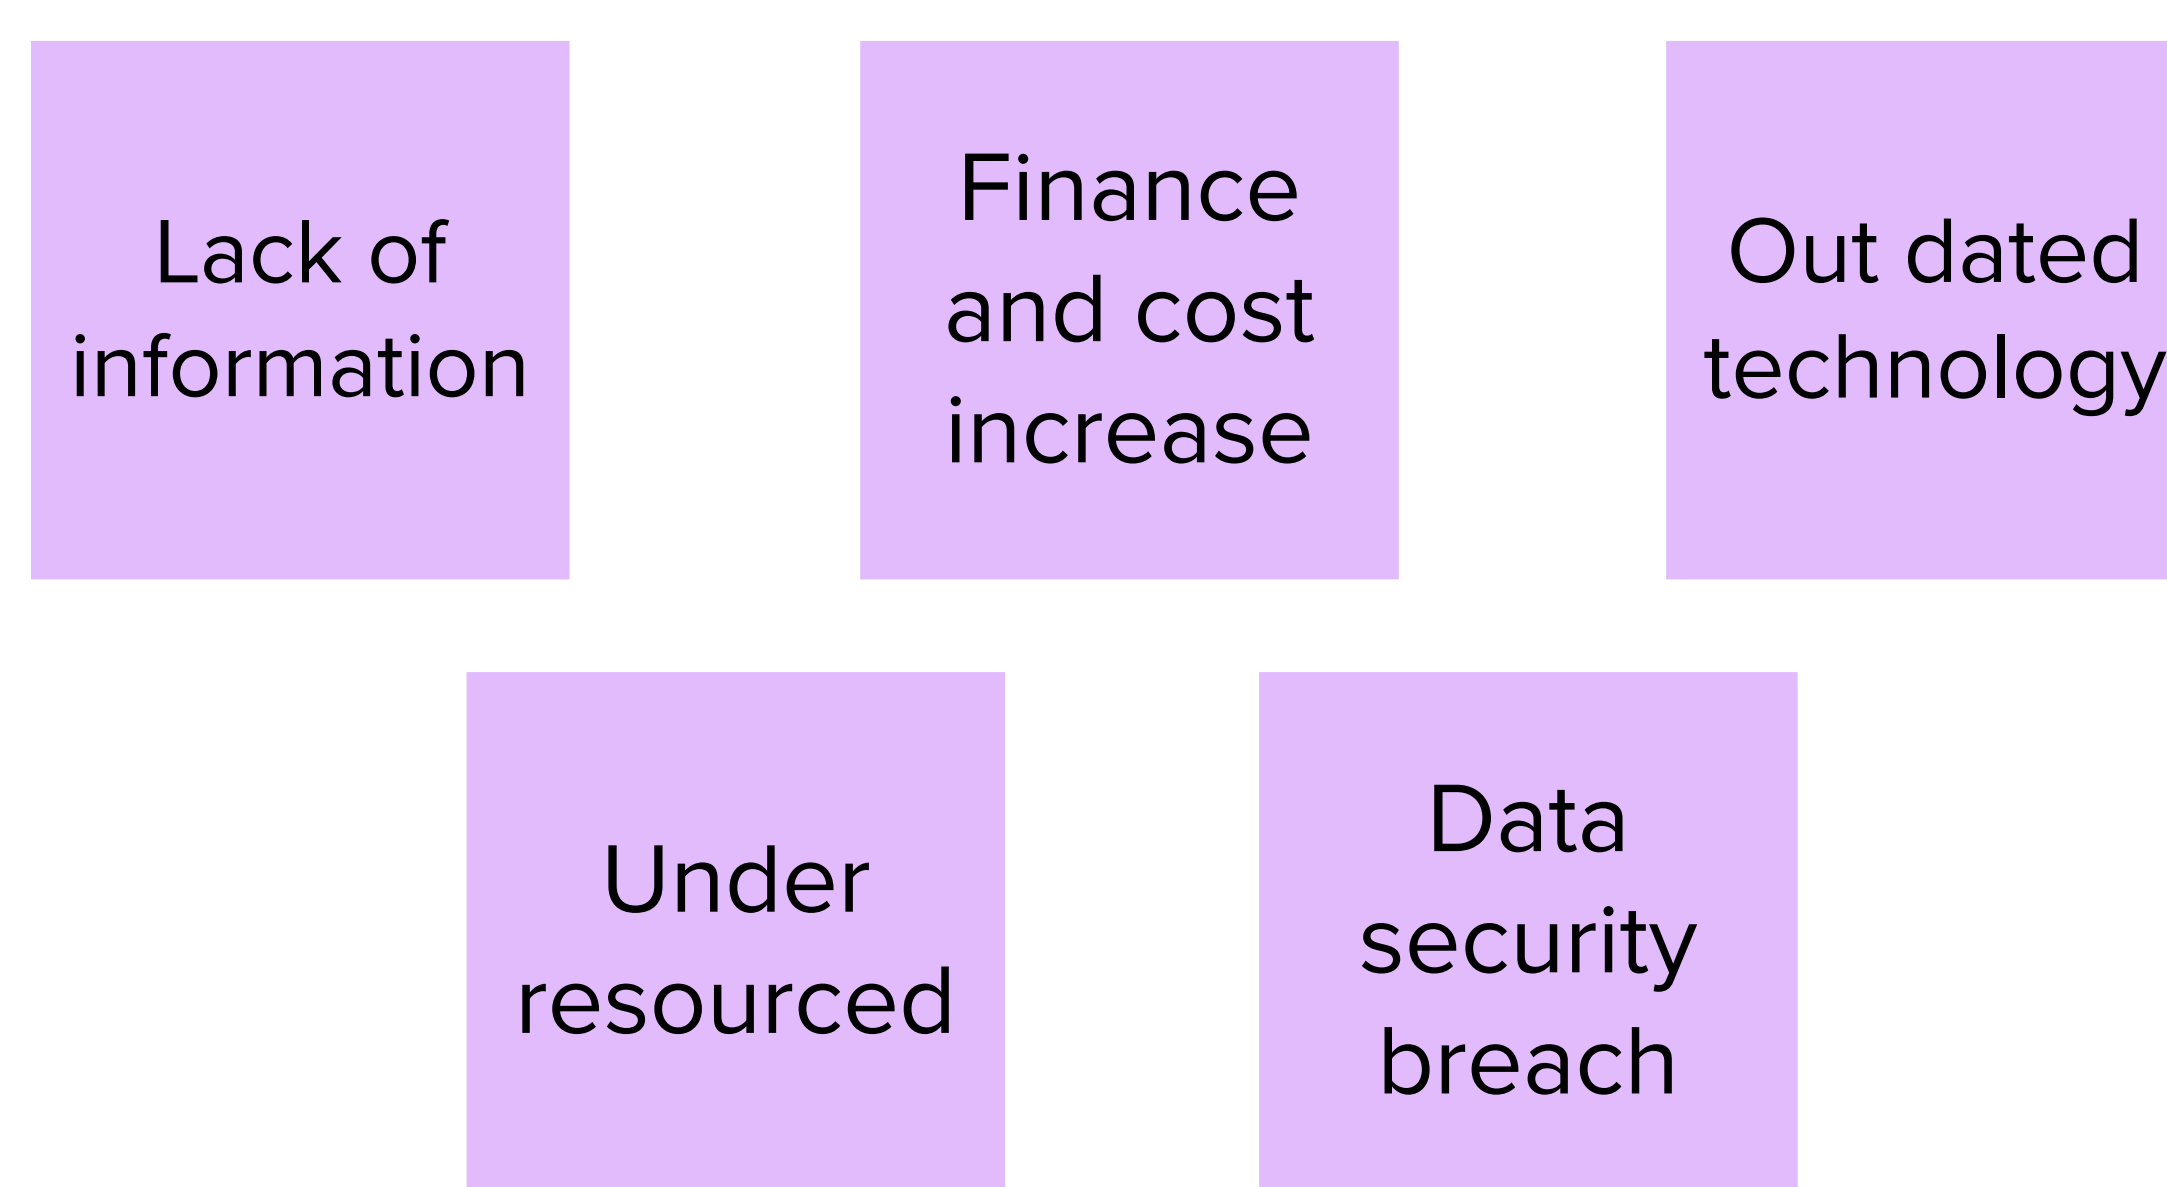 Lack of
information
Finance
and cost
increase
Out dated
technology
Under
resourced
Data
security
breach